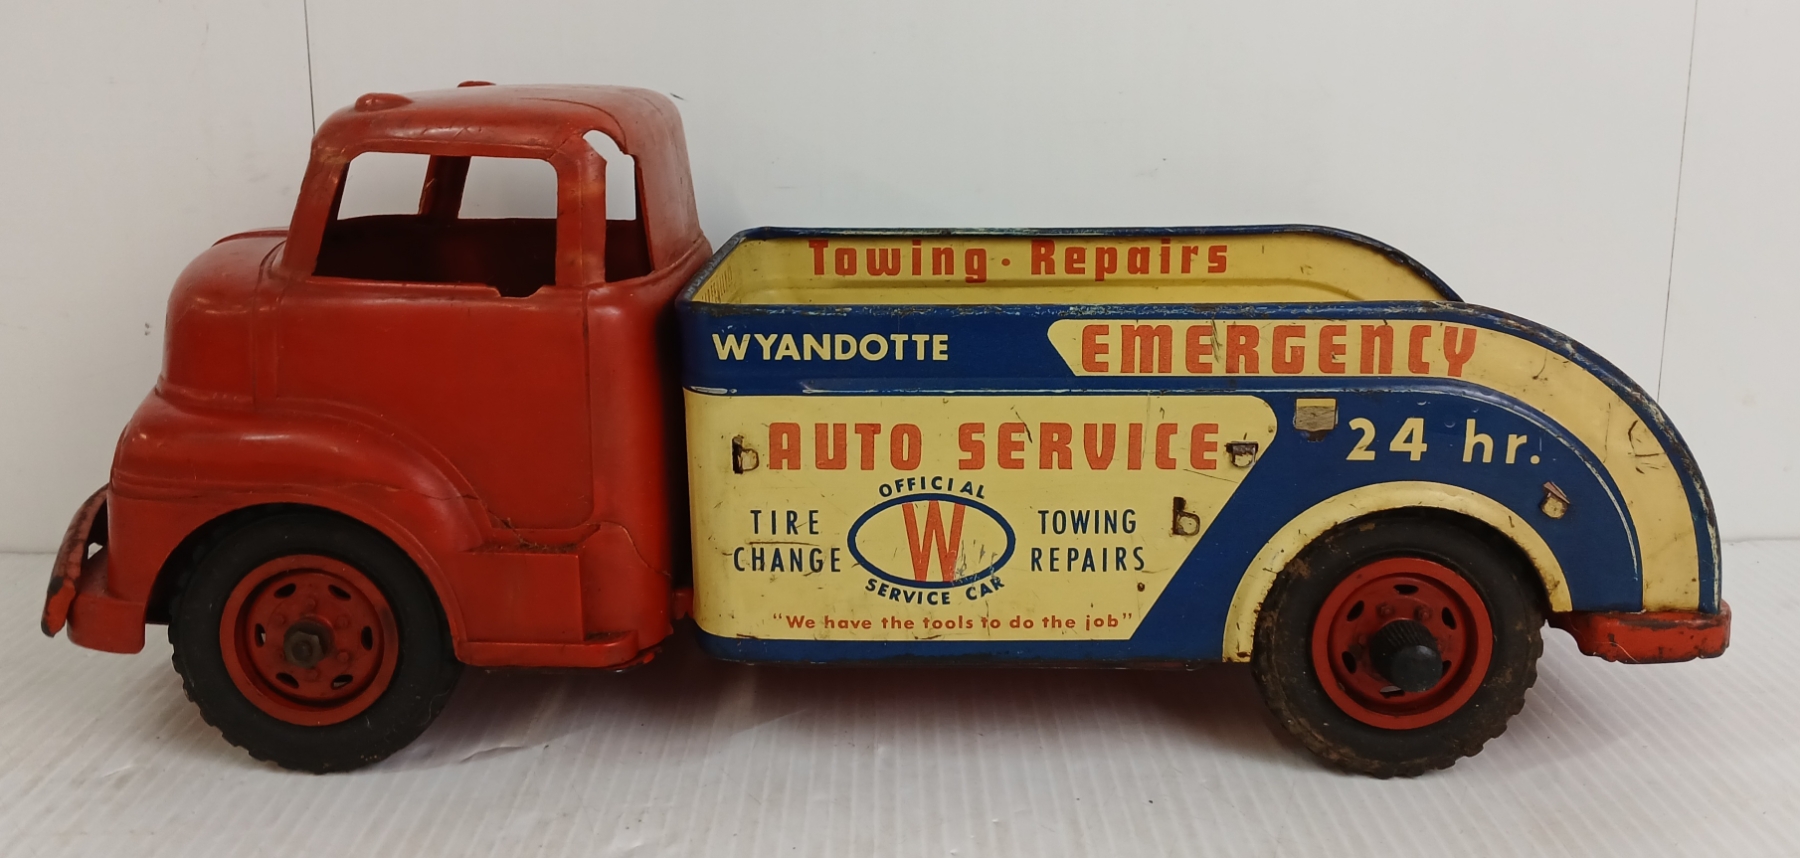 Towing · Repairs
WYANDOTTE
EMERGENCY
AUTO SERVICE
24 hr.
OFFICIAL
W
SERVICE CAR
TIRE
CHANGE
TOWING
REPAIRS
"We have the tools to do the job"